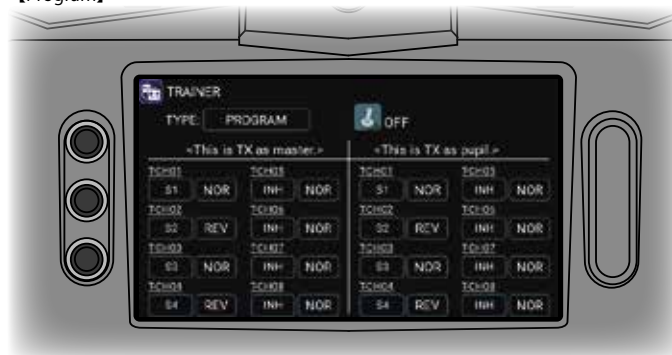 【Program】
TRAINER
TYPE: PROGRAM OFF
<This is TX as master.> <This is TX as pupil.>
TCH01 TCH05 TCH01 TCH05
S1 NOR INH NOR S1 NOR INH NOR
TCH02 TCH06 TCH02 TCH06
S2 REV INH NOR S2 REV INH NOR
TCH03 TCH07 TCH03 TCH07
S3 NOR INH NOR S3 NOR INH NOR
TCH04 TCH08 TCH04 TCH08
S4 REV INH NOR S4 REV INH NOR